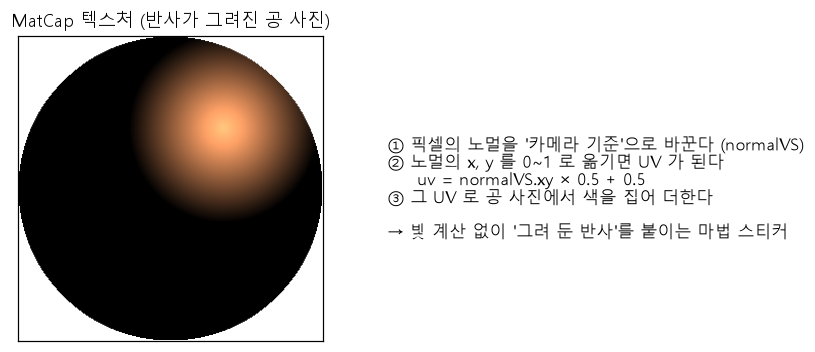 MatCap 텍스처 (반사가 그려진 공 사진)
① 픽셀의 노멀을 '카메라 기준'으로 바꾼다 (normalVS)
② 노멀의 x, y 를 0~1 로 옮기면 UV 가 된다
uv = normalVS.xy × 0.5 + 0.5
③ 그 UV 로 공 사진에서 색을 집어 더한다
→ 빛 계산 없이 '그려 둔 반사'를 붙이는 마법 스티커